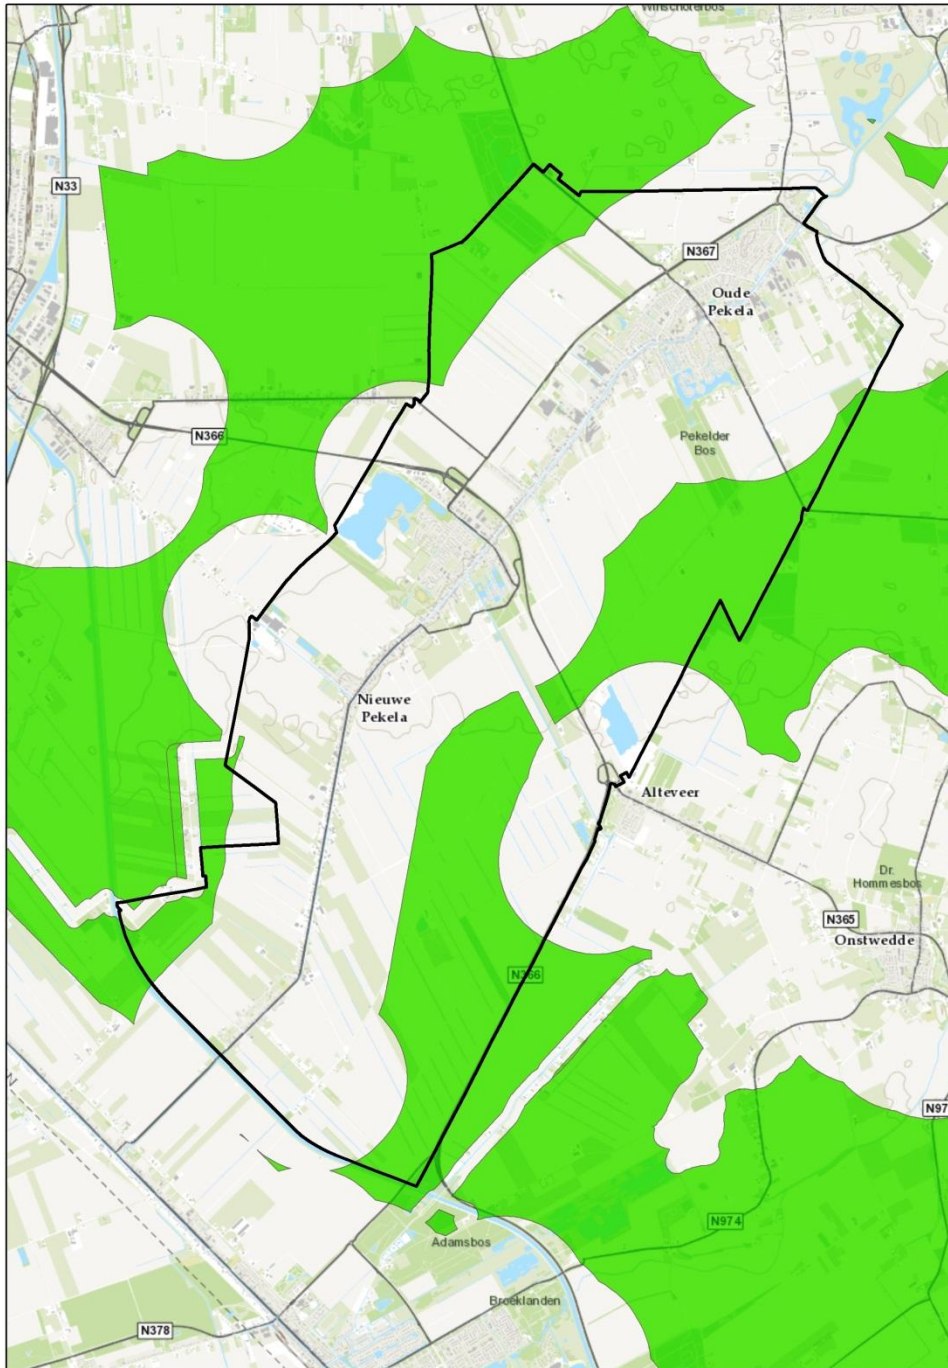 Winschoterbos
N33
N367
Oude
Pekela
N366
Pekelder
Bos
Nieuwe
Pekela
Alteveer
Dr.
Hommesbos
N365
Onstwedde
N366
N974
Adamsbos
Broeklanden
N378